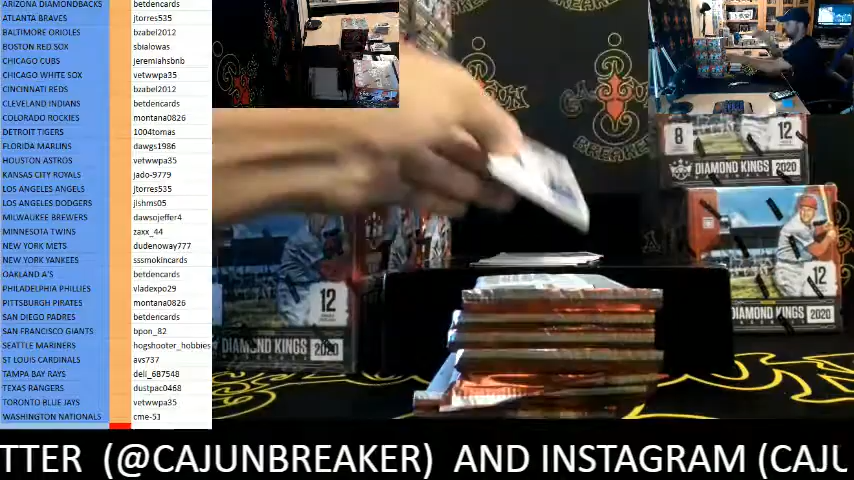 ARIZONA DIAMONDBACKS betdencards
ATLANTA BRAVES jtorres535
BALTIMORE ORIOLES bzabel2012
BOSTON RED SOX sbialowas
CHICAGO CUBS jeremiahsbnb
CHICAGO WHITE SOX vetwwpa35
CINCINNATI REDS bzabel2012
CLEVELAND INDIANS betdencards
COLORADO ROCKIES montana0826
DETROIT TIGERS 1004tomas
FLORIDA MARLINS dawgs1986
HOUSTON ASTROS vetwwpa35
KANSAS CITY ROYALS jado-9779
LOS ANGELES ANGELS jtorres535
LOS ANGELES DODGERS jishms05
MILWAUKEE BREWERS dawsojeffer4
MINNESOTA TWINS zaxx_44
NEW YORK METS dudenoway777
NEW YORK YANKEES sssmokincards
OAKLAND A'S betdencards
PHILADELPHIA PHILLIES vladexpo29
PITTSBURGH PIRATES montana0826
SAN DIEGO PADRES betdencards
SAN FRANCISCO GIANTS bpon_82
SEATTLE MARINERS hogshooter_hobbies
ST LOUIS CARDINALS avs737
TAMPA BAY RAYS deli_687548
TEXAS RANGERS dustpac0468
TORONTO BLUE JAYS vetwwpa35
WASHINGTON NATIONALS cme-53
BREAKER
8 12
DIAMOND KINGS 2020
12
DIAMOND KINGS 2020
12
DIAMOND KINGS 2020
TTER (@CAJUNBREAKER) AND INSTAGRAM (CAJU